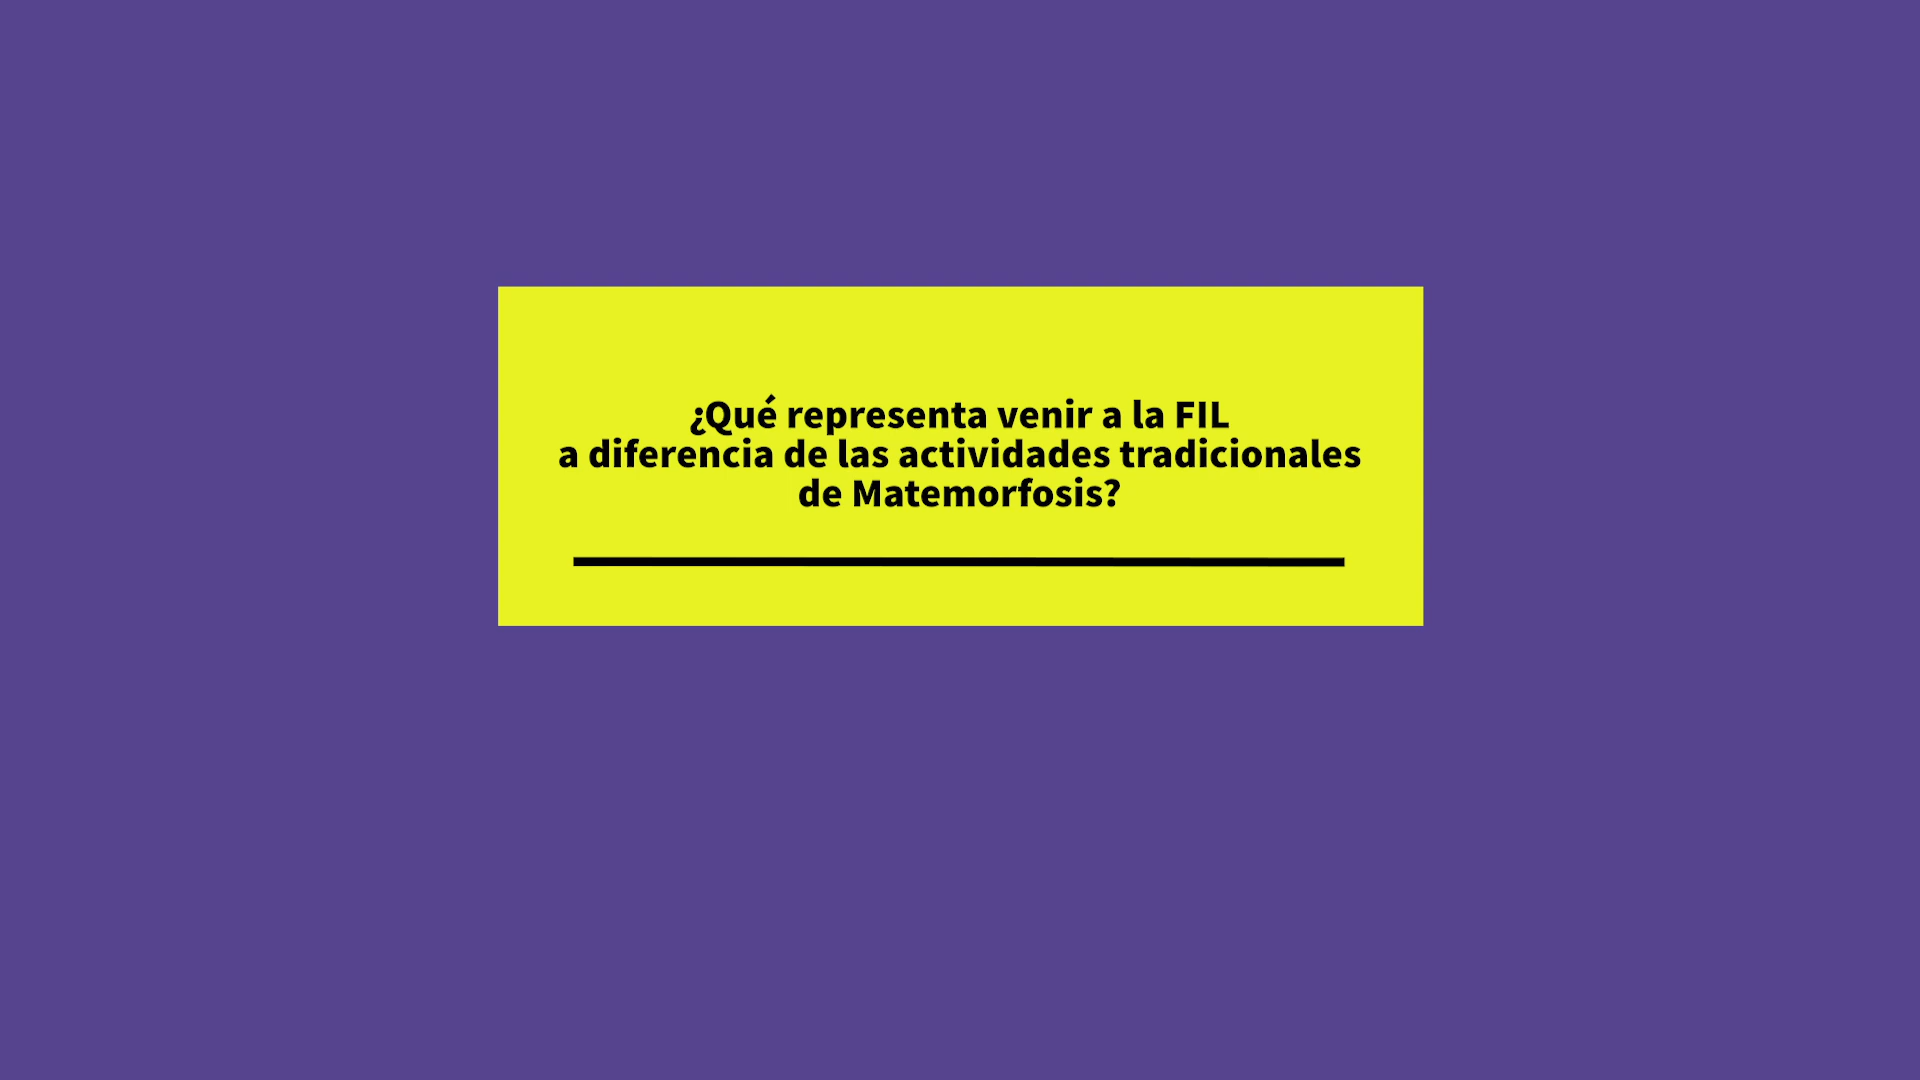 ¿Qué representa venir a la FIL
a diferencia de las actividades tradicionales
de Matemorfosis?